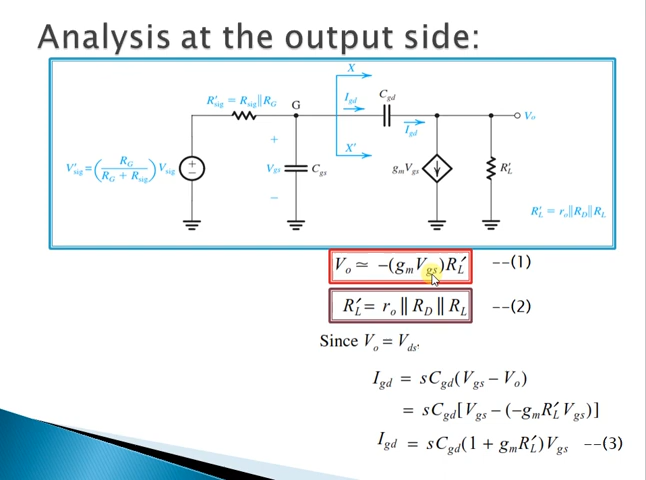 Analysis at the output side:
X
R'sig = Rsig||RG
G
Igd
Cgd
Vo
Igd
+
X'
V'sig = (RG / (RG + Rsig)) Vsig
+
−
Vgs
Cgs
gmVgs
R'L
−
R'L = ro||RD||RL
Vo ≃ −(gmVgs)R'L --(1)
R'L = ro || RD || RL --(2)
Since Vo = Vds.
Igd = sCgd(Vgs − Vo)
= sCgd[Vgs − (−gmR'LVgs)]
Igd = sCgd(1 + gmR'L)Vgs --(3)